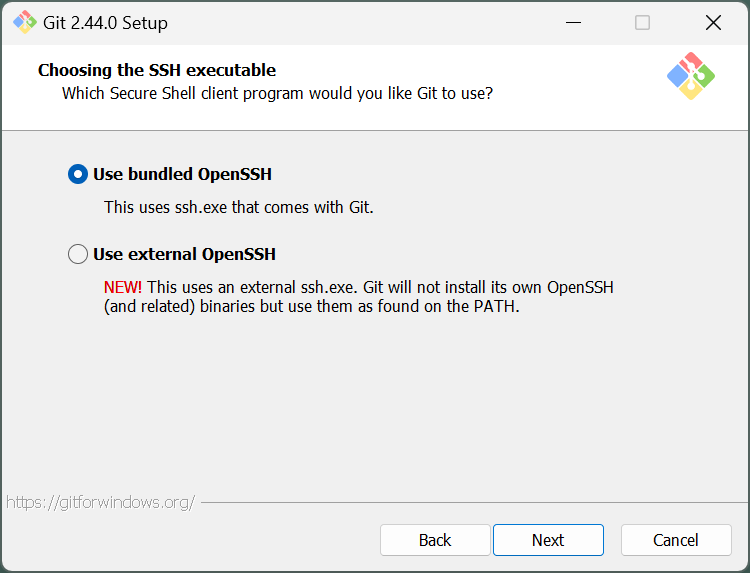 Git 2.44.0 Setup
Choosing the SSH executable
Which Secure Shell client program would you like Git to use?
Use bundled OpenSSH
This uses ssh.exe that comes with Git.
Use external OpenSSH
NEW! This uses an external ssh.exe. Git will not install its own OpenSSH
(and related) binaries but use them as found on the PATH.
https://gitforwindows.org/
Back
Next
Cancel